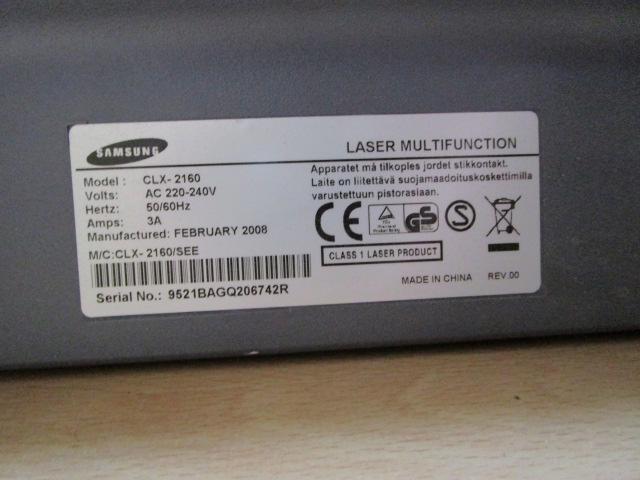 SAMSUNG
LASER MULTIFUNCTION
Model : CLX- 2160
Volts: AC 220-240V
Hertz: 50/60Hz
Amps: 3A
Manufactured: FEBRUARY 2008
M/C:CLX- 2160/SEE
Serial No.: 9521BAGQ206742R
Apparatet må tilkoples jordet stikkontakt.
Laite on liitettävä suojamaadoituskoskettimilla
varustettuun pistorasiaan.
CE
GS
S
CLASS 1 LASER PRODUCT
MADE IN CHINA REV.00